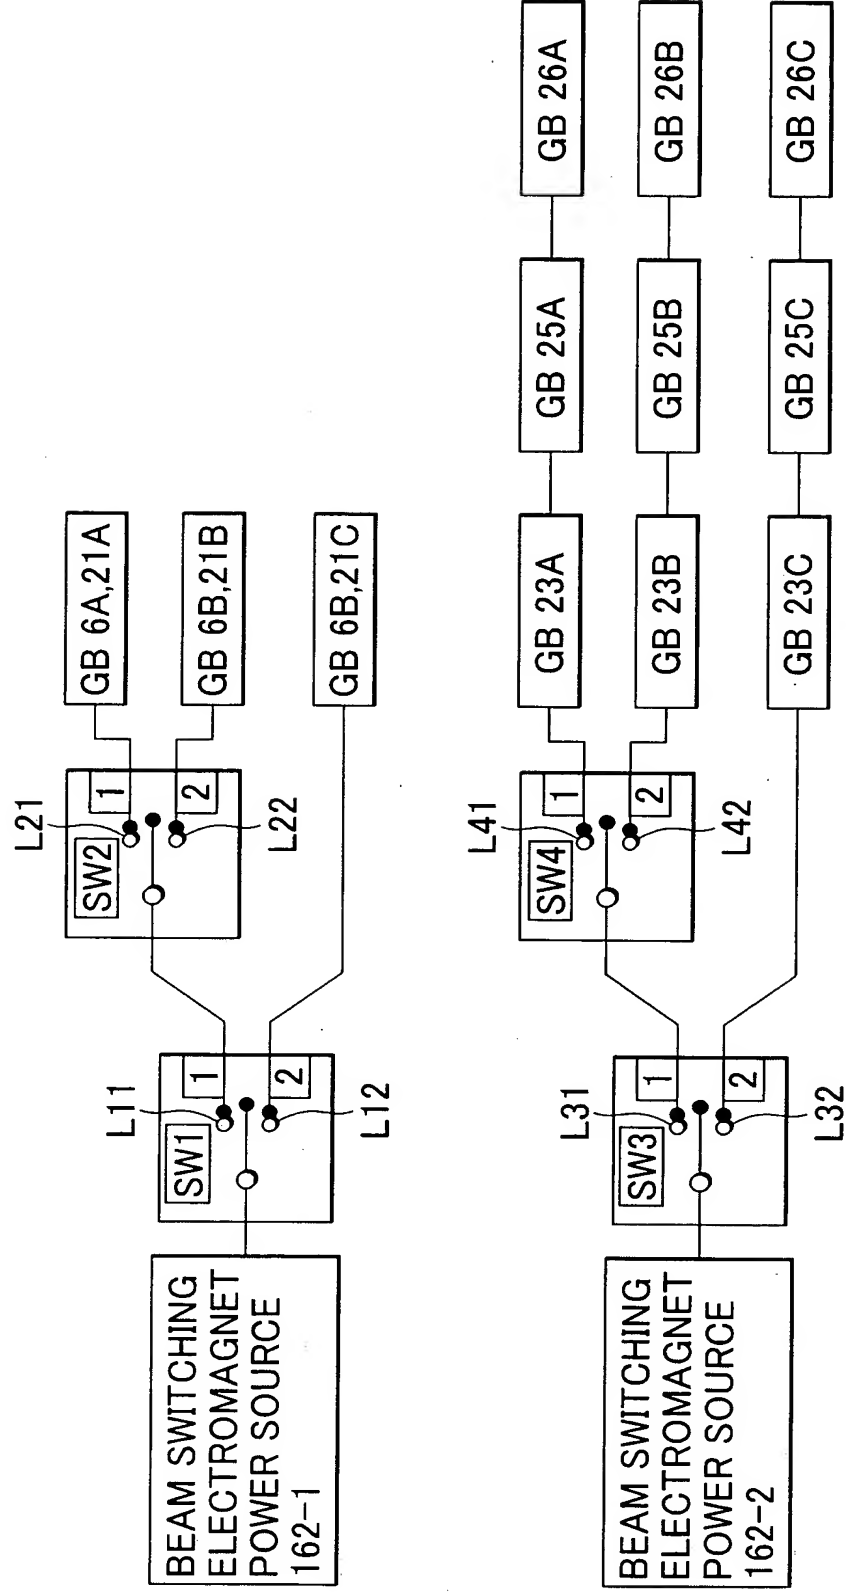 BEAM SWITCHING
ELECTROMAGNET
POWER SOURCE
162-1
SW1
L11
1
2
L12
SW2
L21
1
2
L22
GB 6A,21A
GB 6B,21B
GB 6B,21C
BEAM SWITCHING
ELECTROMAGNET
POWER SOURCE
162-2
SW3
L31
1
2
L32
SW4
L41
1
2
L42
GB 23A
GB 25A
GB 26A
GB 23B
GB 25B
GB 26B
GB 23C
GB 25C
GB 26C